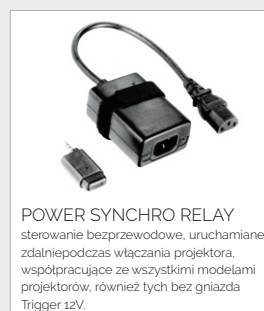 POWER SYNCHRO RELAY
sterowanie bezprzewodowe, uruchamiane
zdalniepodczas włączania projektora,
współpracujące ze wszystkimi modelami
projektorów, również tych bez gniazda
Trigger 12V.